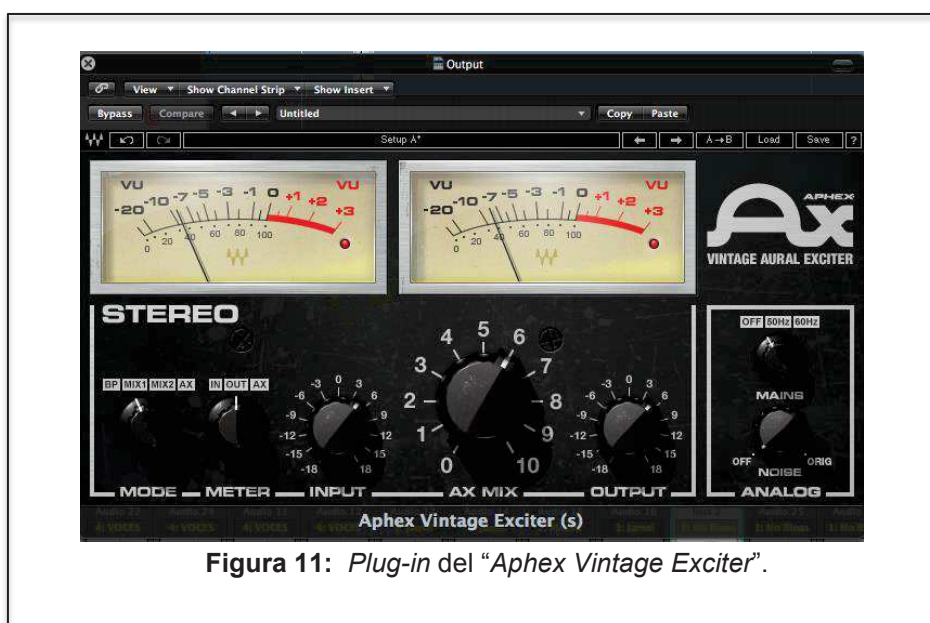 Output
View Show Channel Strip Show Insert
Bypass Compare Untitled Copy Paste
Setup A* A→B Load Save ?
VU VU
-20 -10 -7 -5 -3 -1 0 +1 +2 +3
0 20 40 60 80 100
VU VU
-20 -10 -7 -5 -3 -1 0 +1 +2 +3
0 20 40 60 80 100
APHEX
Ax
VINTAGE AURAL EXCITER
STEREO
BP MIX1 MIX2 AX
MODE
IN OUT AX
METER
-18 -15 -12 -9 -6 -3 0 3 6 9 12 15 18
INPUT
0 1 2 3 4 5 6 7 8 9 10
AX MIX
-18 -15 -12 -9 -6 -3 0 3 6 9 12 15 18
OUTPUT
OFF 50Hz 60Hz
MAINS
OFF ORIG
NOISE
ANALOG
Aphex Vintage Exciter (s)
Figura 11: Plug-in del “Aphex Vintage Exciter”.